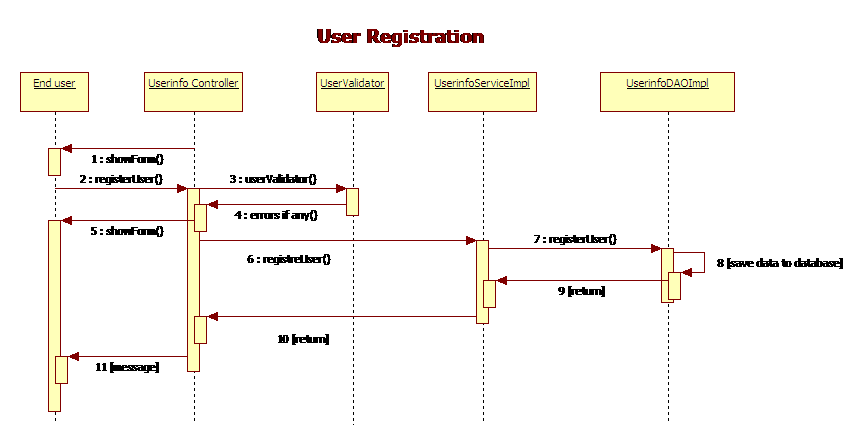 User Registration
End user
Userinfo Controller
UserValidator
UserinfoServiceImpl
UserinfoDAOImpl
1 : showForm()
2 : registerUser()
3 : userValidator()
4 : errors if any()
5 : showForm()
6 : registreUser()
7 : registerUser()
8 [save data to database]
9 [return]
10 [return]
11 [message]